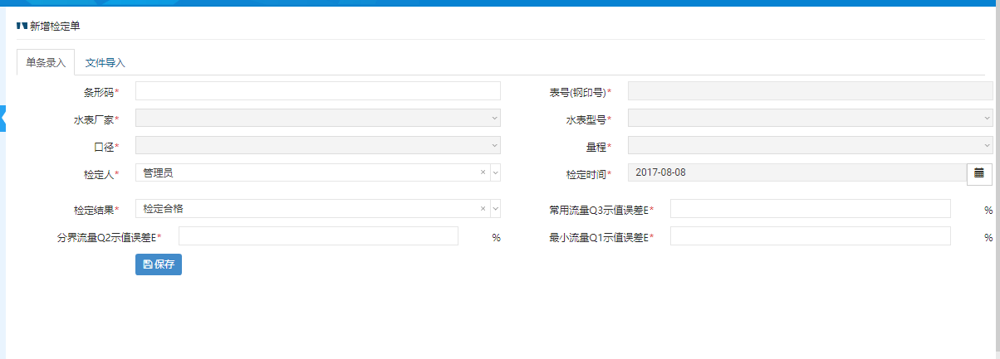 新增检定单
单条录入 文件导入
条形码* 表号(钢印号)*
水表厂家* 水表型号*
口径* 量程*
检定人* 管理员 × 检定时间* 2017-08-08
检定结果* 检定合格 × 常用流量Q3示值误差E* %
分界流量Q2示值误差E* % 最小流量Q1示值误差E* %
保存